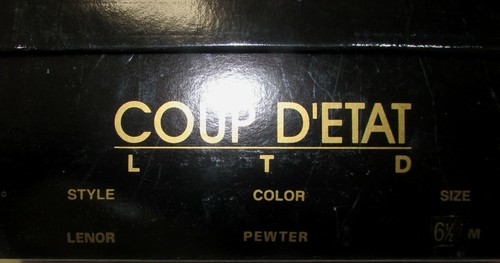 COUP D'ETAT
L T D
STYLE COLOR SIZE
LENOR PEWTER 6½ M